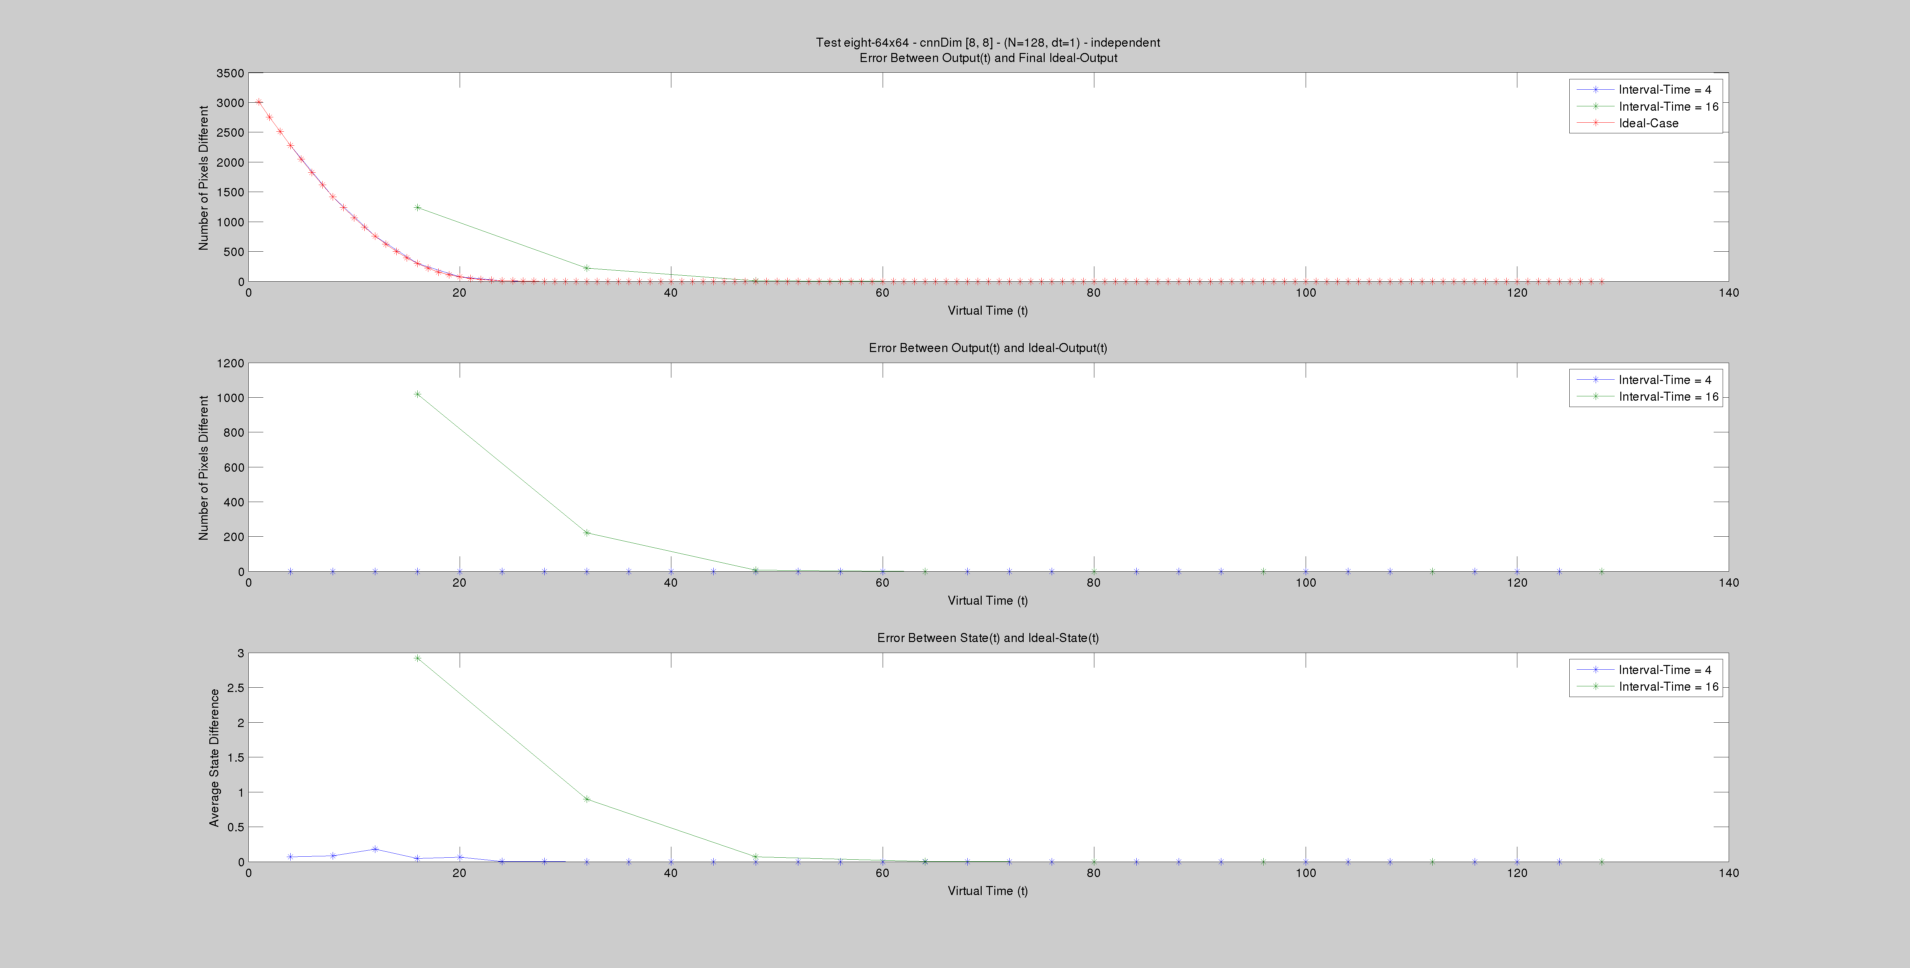 Test eight-64x64 - cnnDim [8, 8] - (N=128, dt=1) - independent
Error Between Output(t) and Final Ideal-Output
Number of Pixels Different
3500
3000
2500
2000
1500
1000
500
0
0 20 40 60 80 100 120 140
Virtual Time (t)
Interval-Time = 4
Interval-Time = 16
Ideal-Case
Error Between Output(t) and Ideal-Output(t)
Number of Pixels Different
1200
1000
800
600
400
200
0
0 20 40 60 80 100 120 140
Virtual Time (t)
Interval-Time = 4
Interval-Time = 16
Error Between State(t) and Ideal-State(t)
Average State Difference
3
2.5
2
1.5
1
0.5
0
0 20 40 60 80 100 120 140
Virtual Time (t)
Interval-Time = 4
Interval-Time = 16